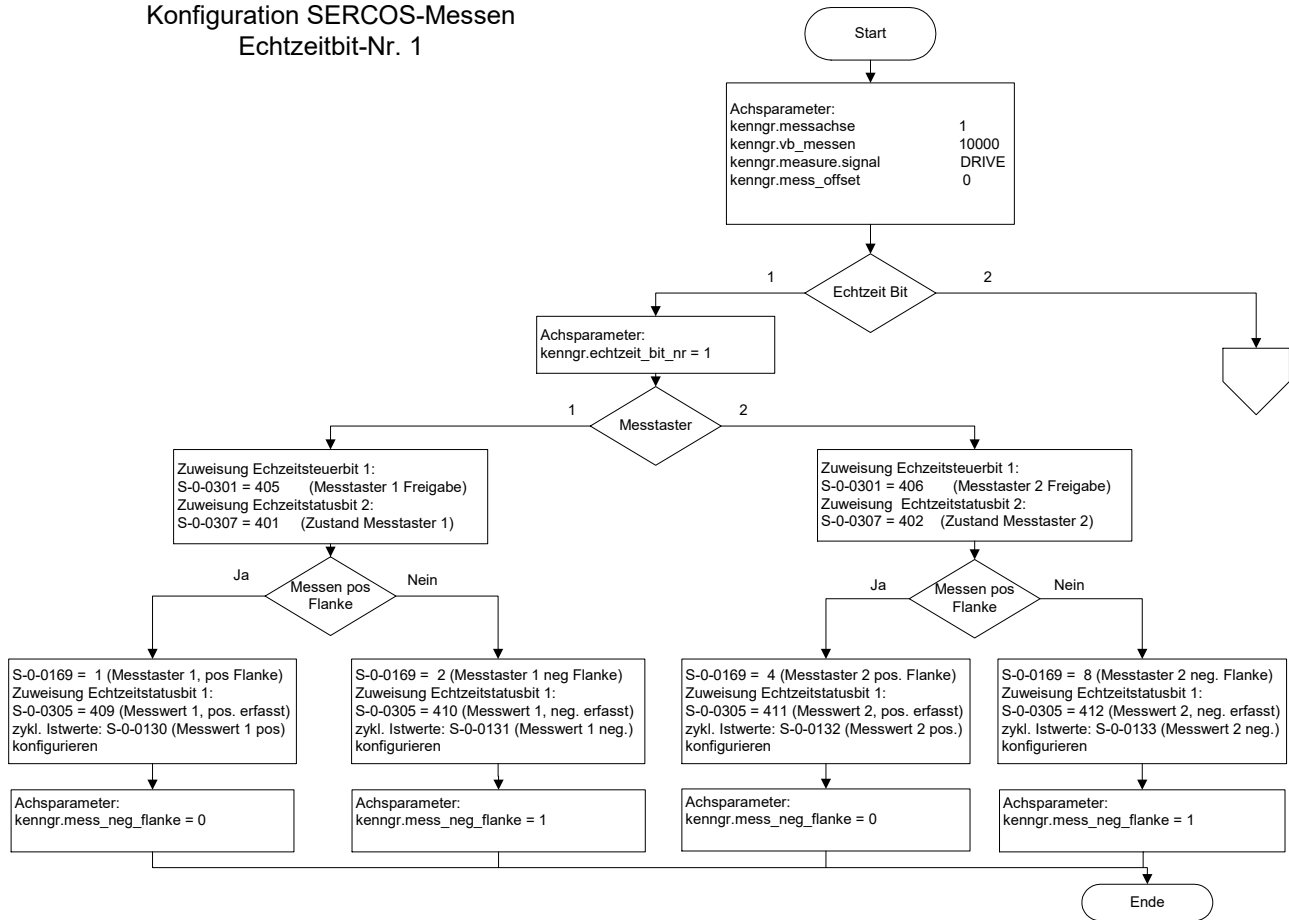 Konfiguration SERCOS-Messen
Echtzeitbit-Nr. 1
Start
Achsparameter:
kenngr.messachse 1
kenngr.vb_messen 10000
kenngr.measure.signal DRIVE
kenngr.mess_offset 0
1
Echtzeit Bit
2
Achsparameter:
kenngr.echtzeit_bit_nr = 1
1
Messtaster
2
Zuweisung Echzeitsteuerbit 1:
S-0-0301 = 405 (Messtaster 1 Freigabe)
Zuweisung Echzeitstatusbit 2:
S-0-0307 = 401 (Zustand Messtaster 1)
Zuweisung Echzeitsteuerbit 1:
S-0-0301 = 406 (Messtaster 2 Freigabe)
Zuweisung Echtzeitstatusbit 2:
S-0-0307 = 402 (Zustand Messtaster 2)
Ja
Messen pos
Flanke
Nein
Ja
Messen pos
Flanke
Nein
S-0-0169 = 1 (Messtaster 1, pos Flanke)
Zuweisung Echtzeitstatusbit 1:
S-0-0305 = 409 (Messwert 1, pos. erfasst)
zykl. Istwerte: S-0-0130 (Messwert 1 pos)
konfigurieren
S-0-0169 = 2 (Messtaster 1 neg Flanke)
Zuweisung Echtzeitstatusbit 1:
S-0-0305 = 410 (Messwert 1, neg. erfasst)
zykl. Istwerte: S-0-0131 (Messwert 1 neg.)
konfigurieren
S-0-0169 = 4 (Messtaster 2 pos. Flanke)
Zuweisung Echtzeitstatusbit 1:
S-0-0305 = 411 (Messwert 2, pos. erfasst)
zykl. Istwerte: S-0-0132 (Messwert 2 pos.)
konfigurieren
S-0-0169 = 8 (Messtaster 2 neg. Flanke)
Zuweisung Echtzeitstatusbit 1:
S-0-0305 = 412 (Messwert 2, neg. erfasst)
zykl. Istwerte: S-0-0133 (Messwert 2 neg.)
konfigurieren
Achsparameter:
kenngr.mess_neg_flanke = 0
Achsparameter:
kenngr.mess_neg_flanke = 1
Achsparameter:
kenngr.mess_neg_flanke = 0
Achsparameter:
kenngr.mess_neg_flanke = 1
Ende